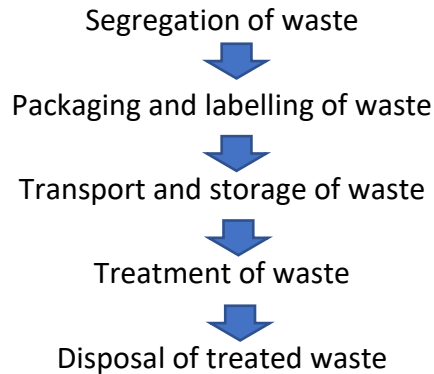 Segregation of waste
Packaging and labelling of waste
Transport and storage of waste
Treatment of waste
Disposal of treated waste